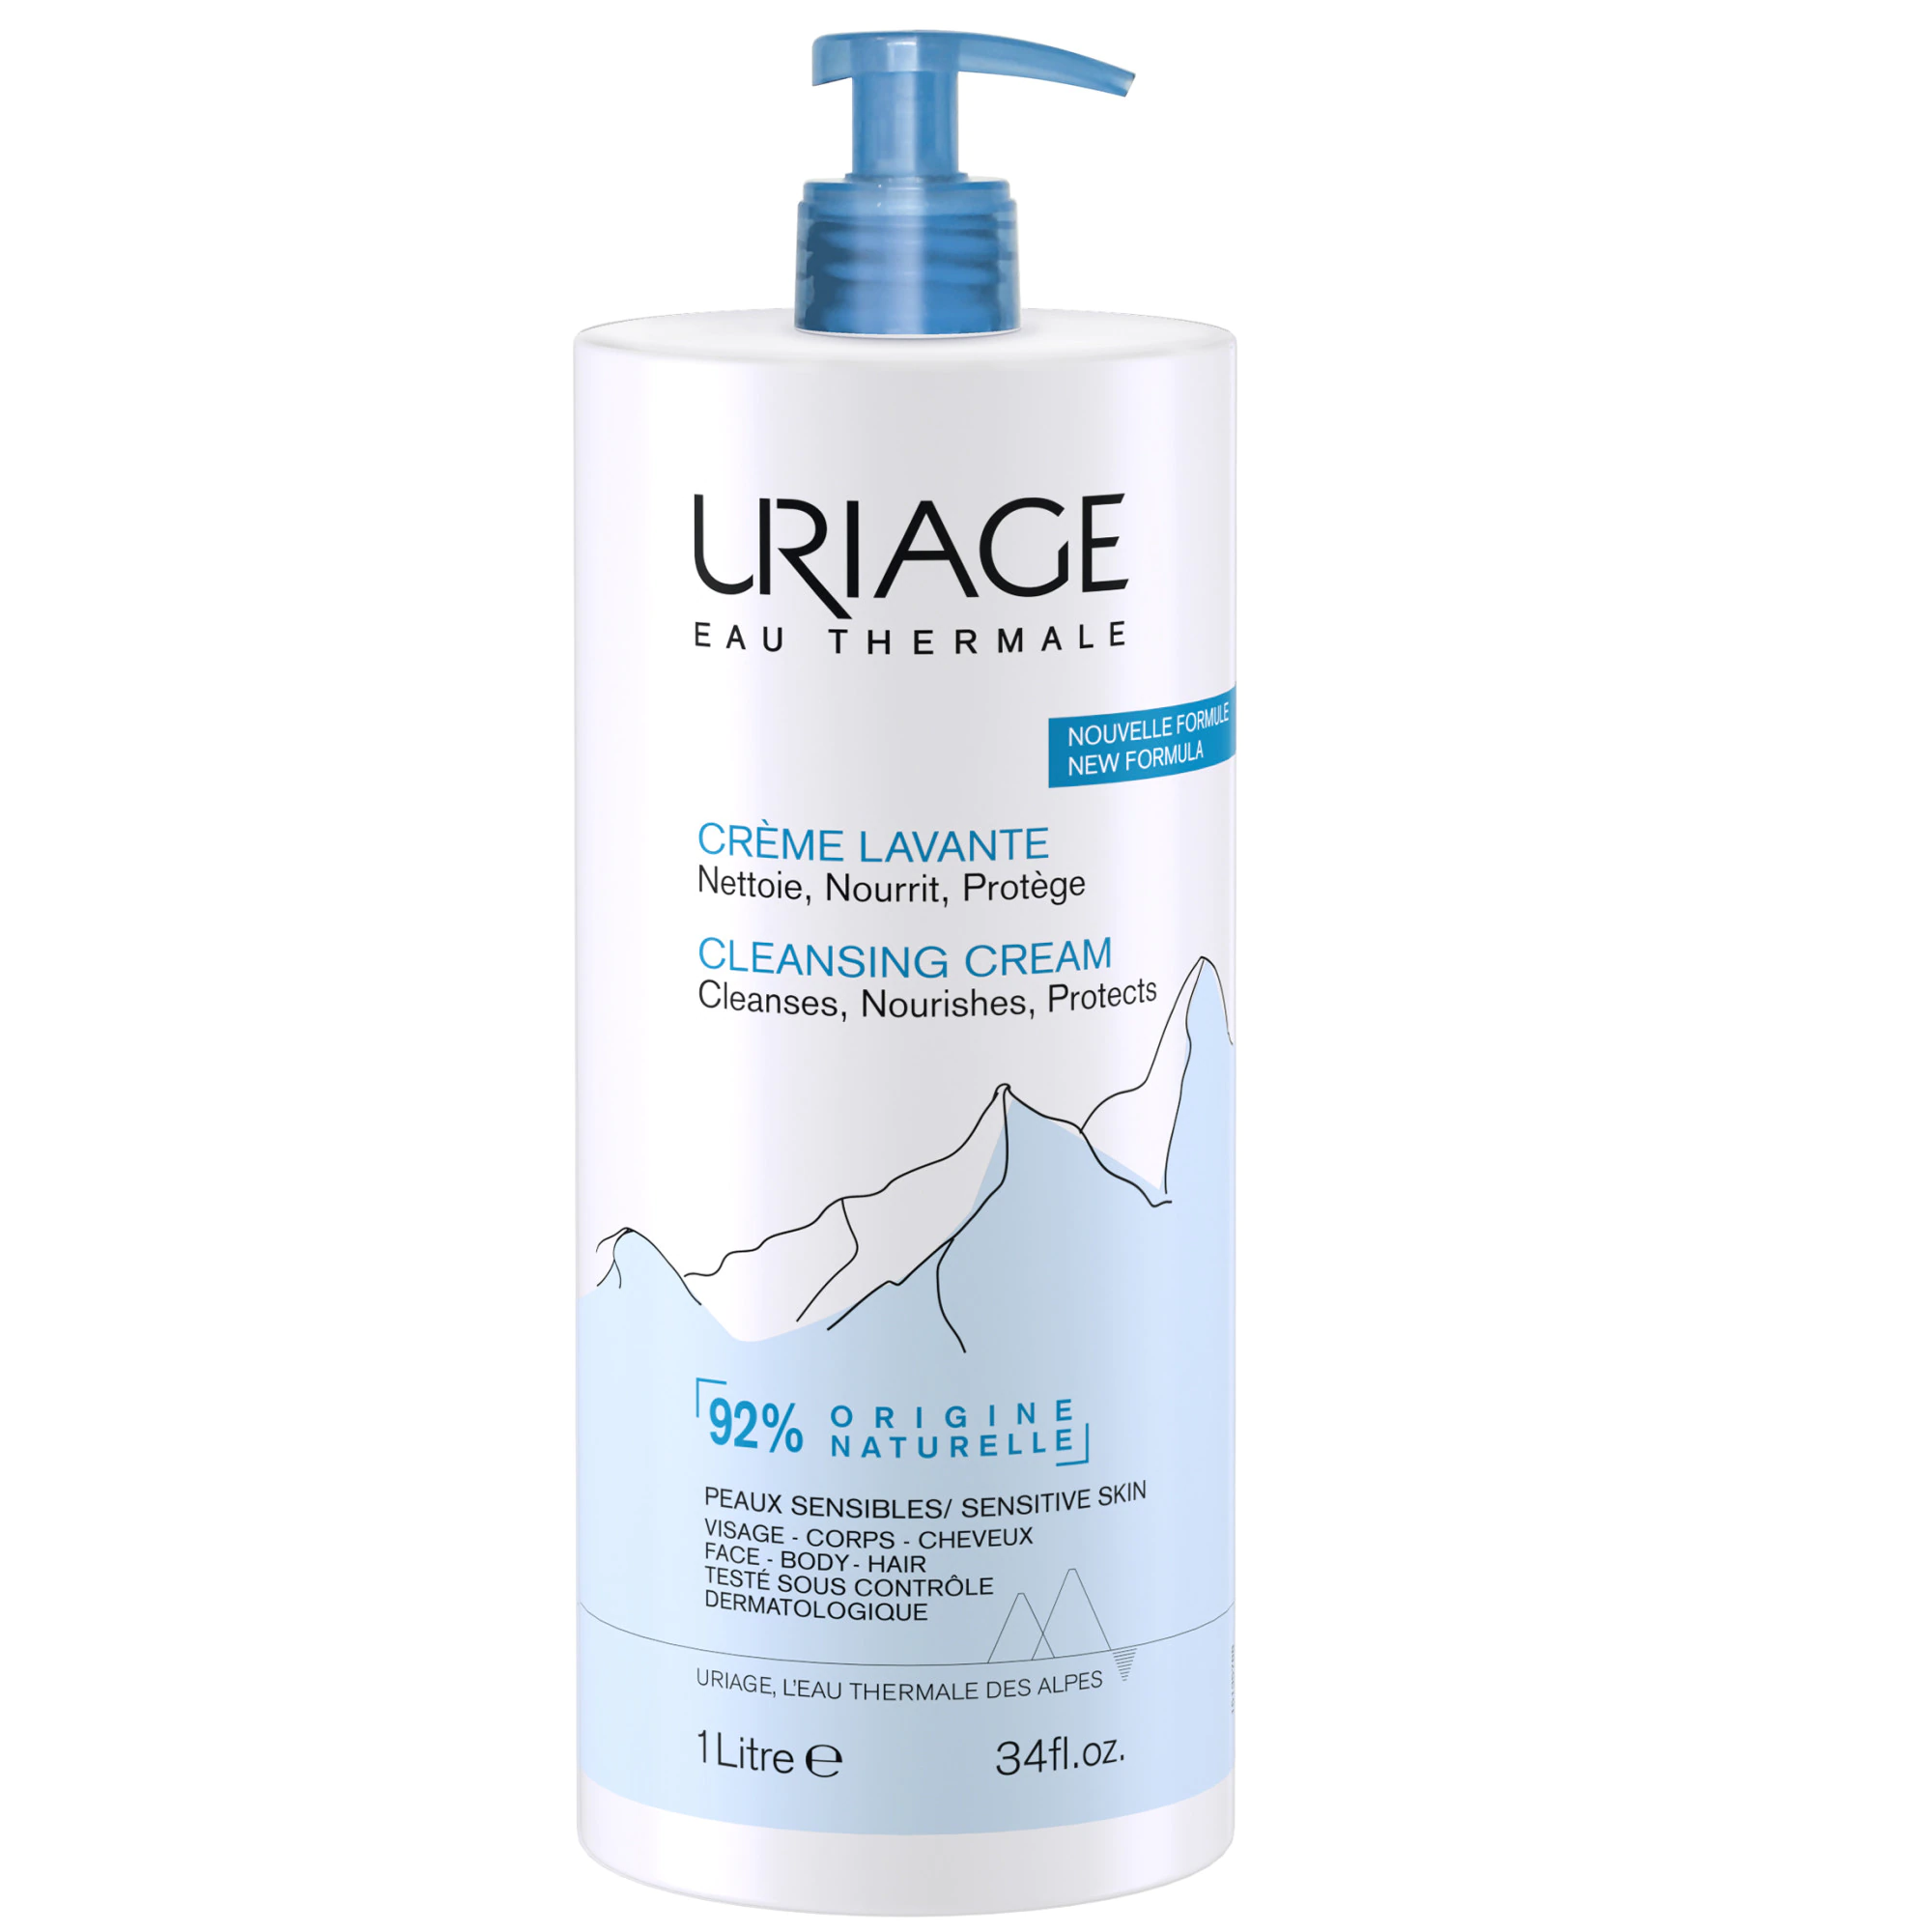 URIAGE
EAU THERMALE
NOUVELLE FORMULE
NEW FORMULA
CRÈME LAVANTE
Nettoie, Nourrit, Protège
CLEANSING CREAM
Cleanses, Nourishes, Protects
92% ORIGINE
NATURELLE
PEAUX SENSIBLES/ SENSITIVE SKIN
VISAGE - CORPS - CHEVEUX
FACE - BODY - HAIR
TESTÉ SOUS CONTRÔLE
DERMATOLOGIQUE
URIAGE, L'EAU THERMALE DES ALPES
1 Litre ℮ 34fl.oz.